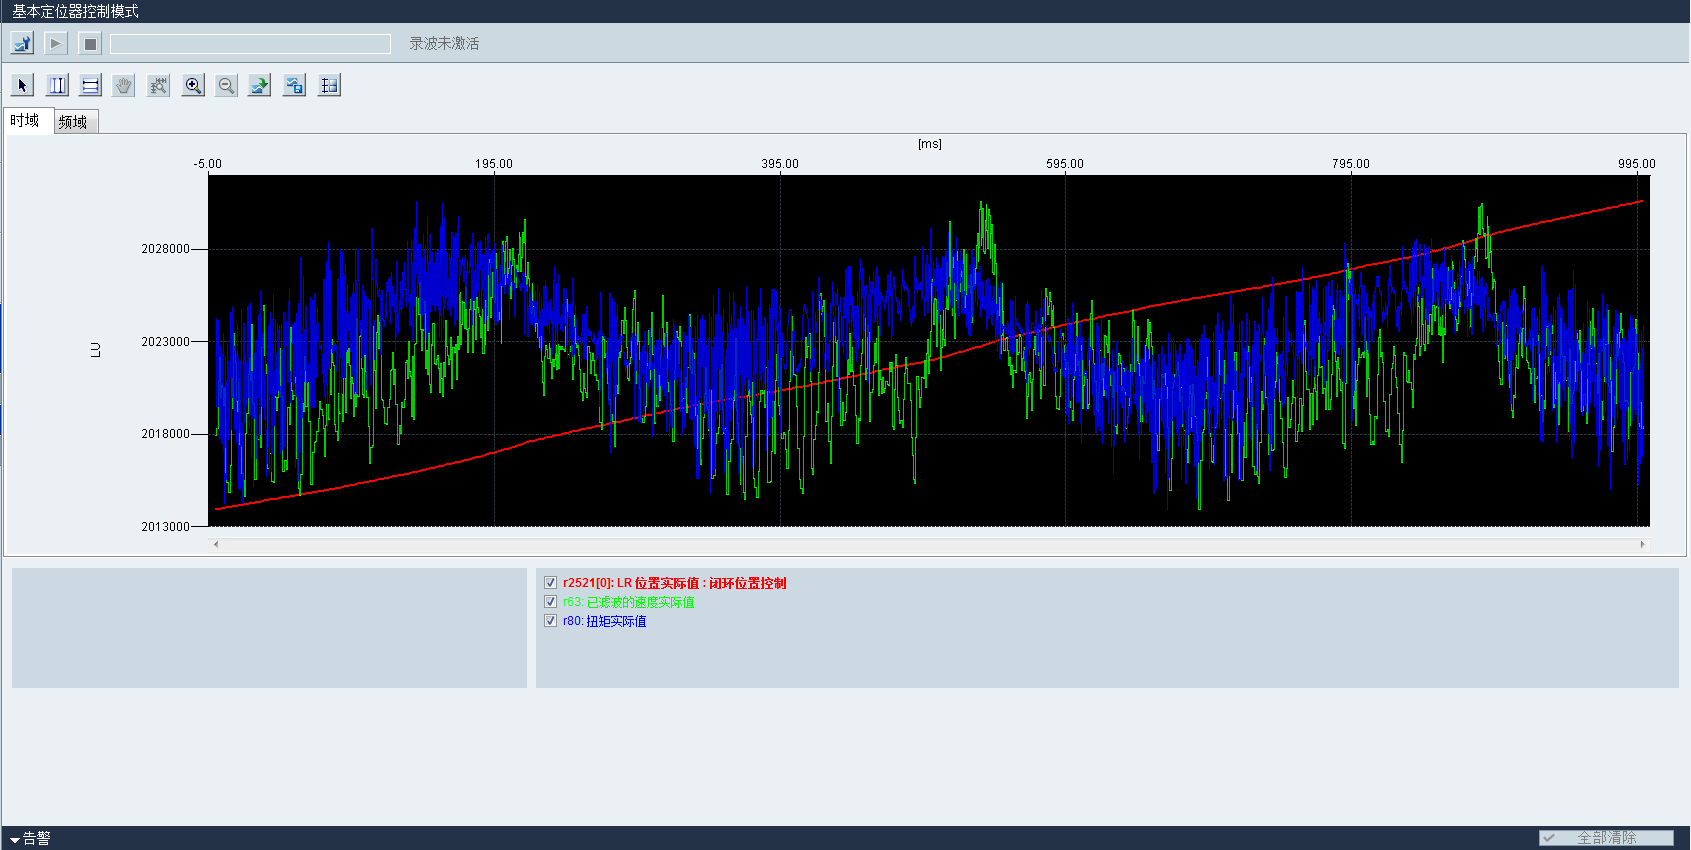 基本定位器控制模式
录波未激活
时域 频域
[ms]
-5.00 195.00 395.00 595.00 795.00 995.00
2028000
2023000
LU
2018000
2013000
r2521[0]: LR 位置实际值 : 闭环位置控制
r63: 已滤波的速度实际值
r80: 扭矩实际值
告警 全部清除